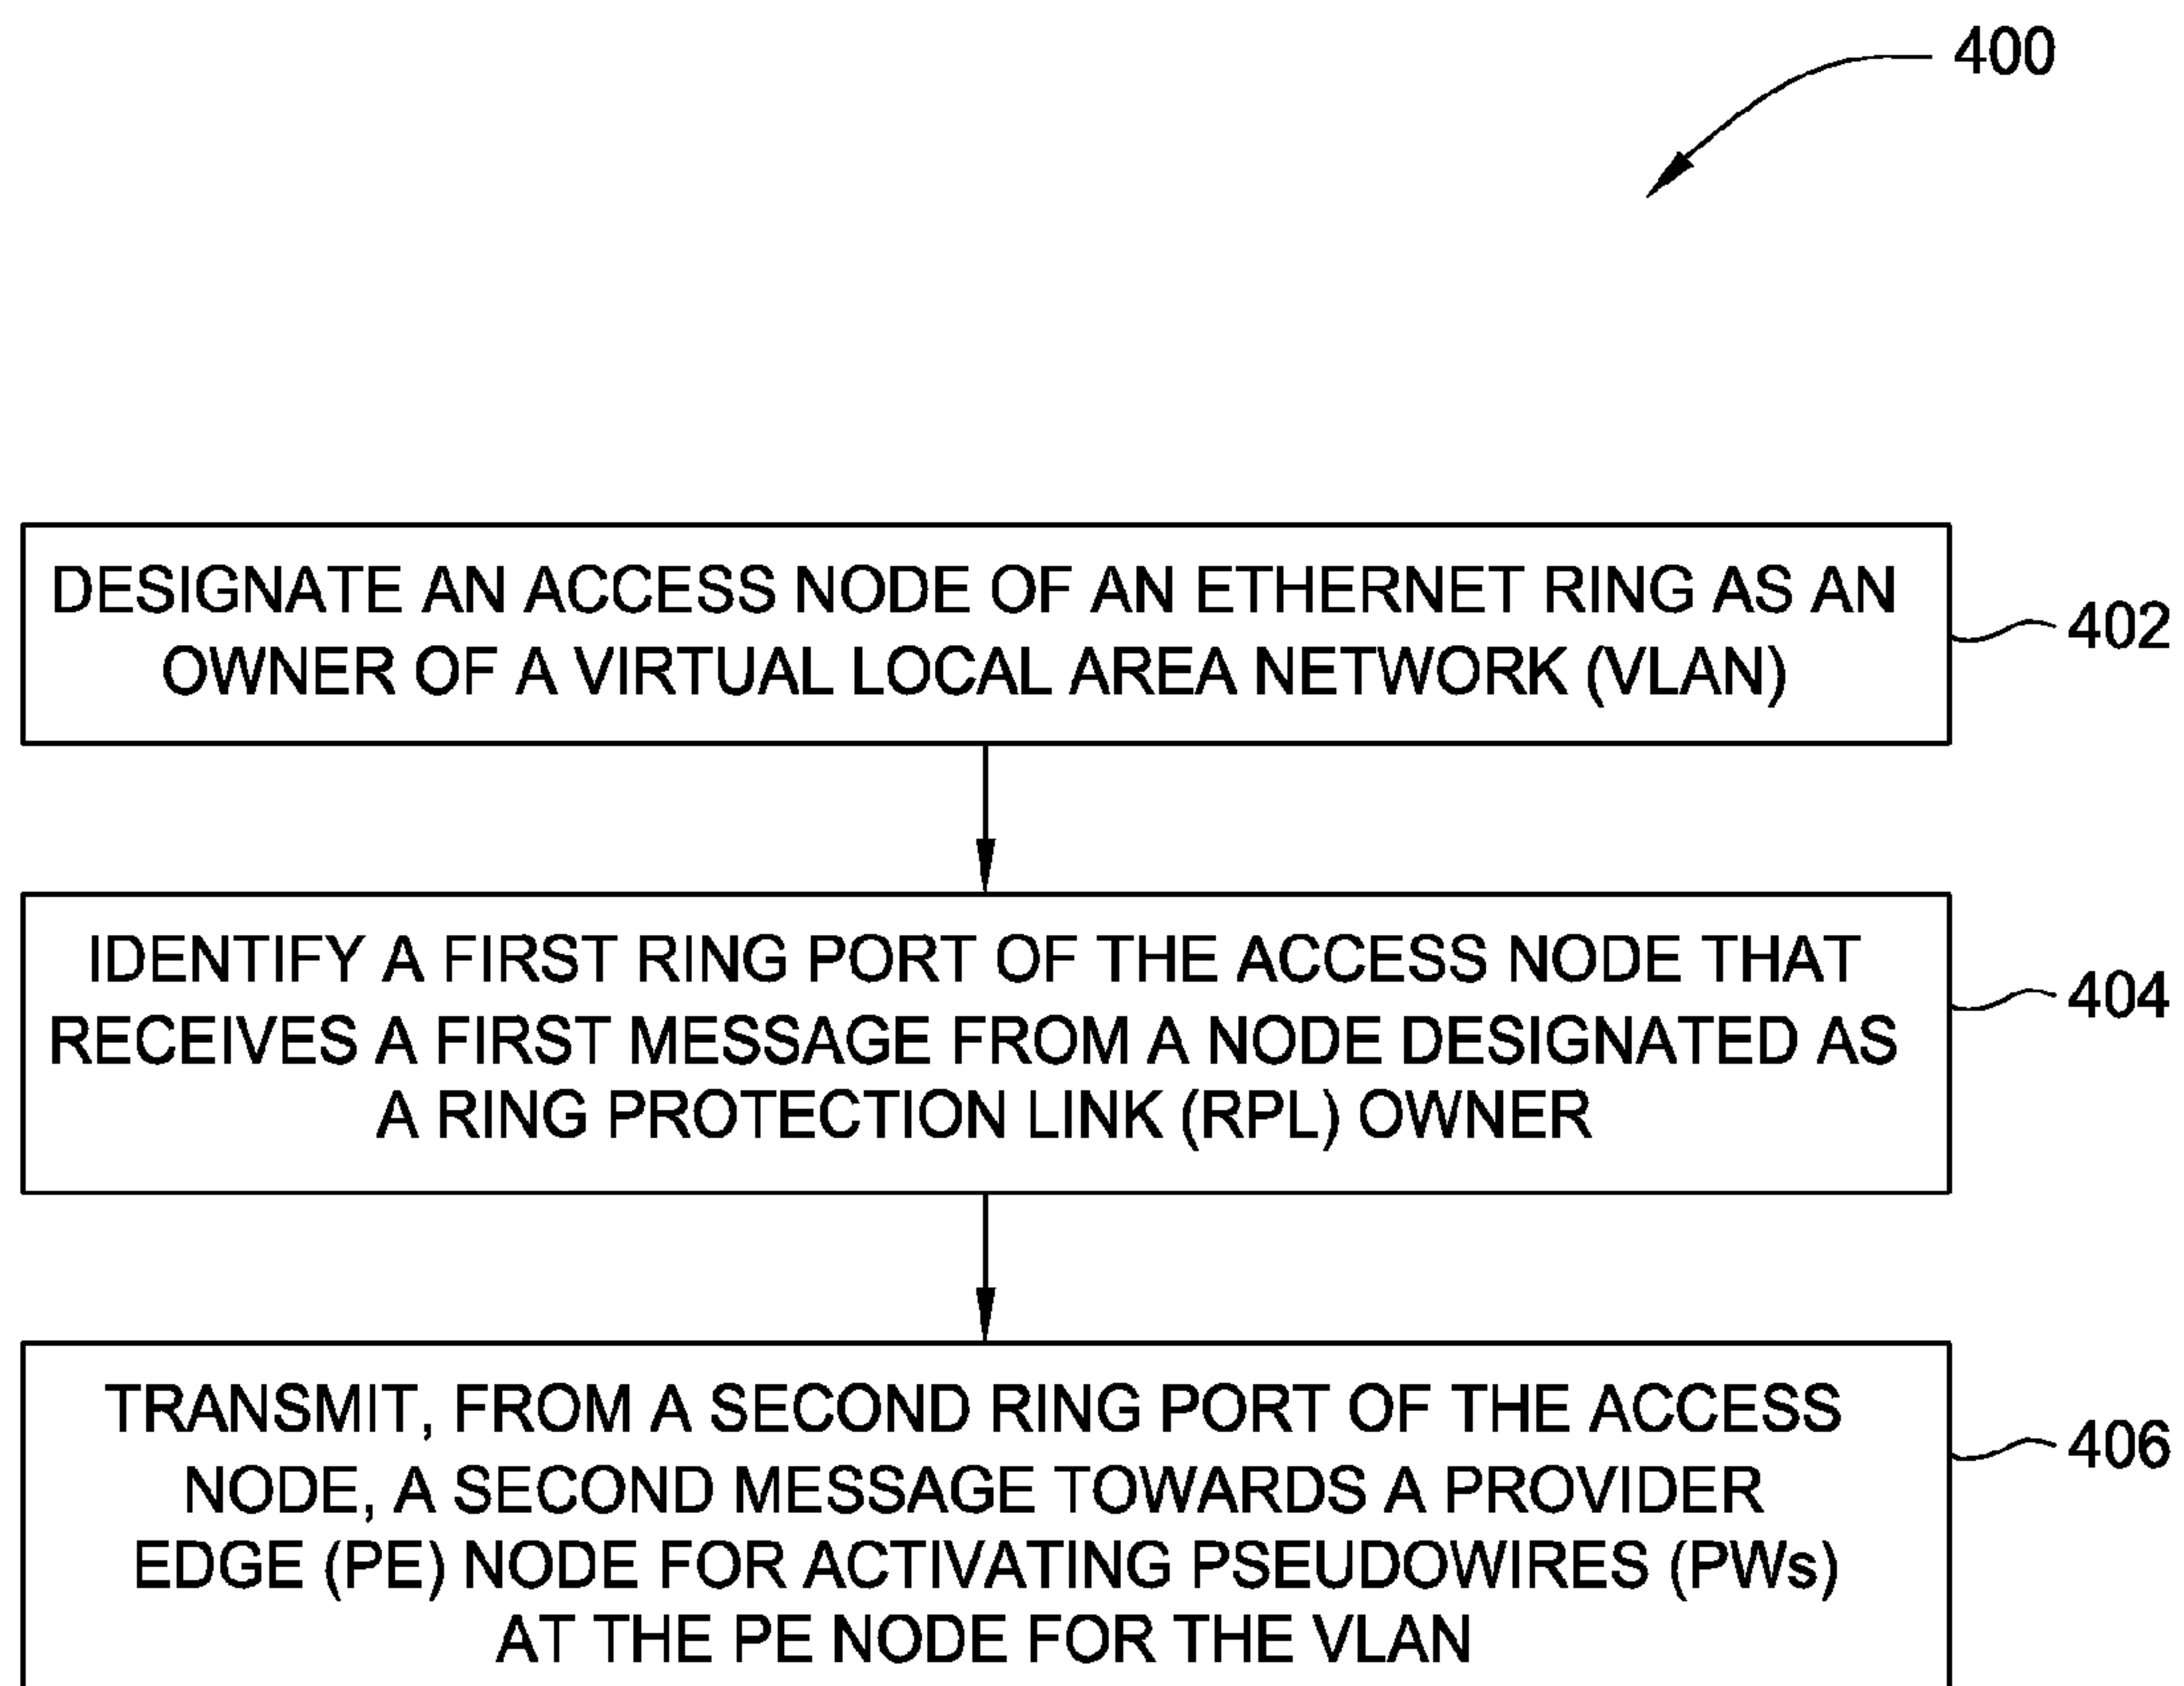 400
DESIGNATE AN ACCESS NODE OF AN ETHERNET RING AS AN
OWNER OF A VIRTUAL LOCAL AREA NETWORK (VLAN)
402
IDENTIFY A FIRST RING PORT OF THE ACCESS NODE THAT
RECEIVES A FIRST MESSAGE FROM A NODE DESIGNATED AS
A RING PROTECTION LINK (RPL) OWNER
404
TRANSMIT, FROM A SECOND RING PORT OF THE ACCESS
NODE, A SECOND MESSAGE TOWARDS A PROVIDER
EDGE (PE) NODE FOR ACTIVATING PSEUDOWIRES (PWs)
AT THE PE NODE FOR THE VLAN
406